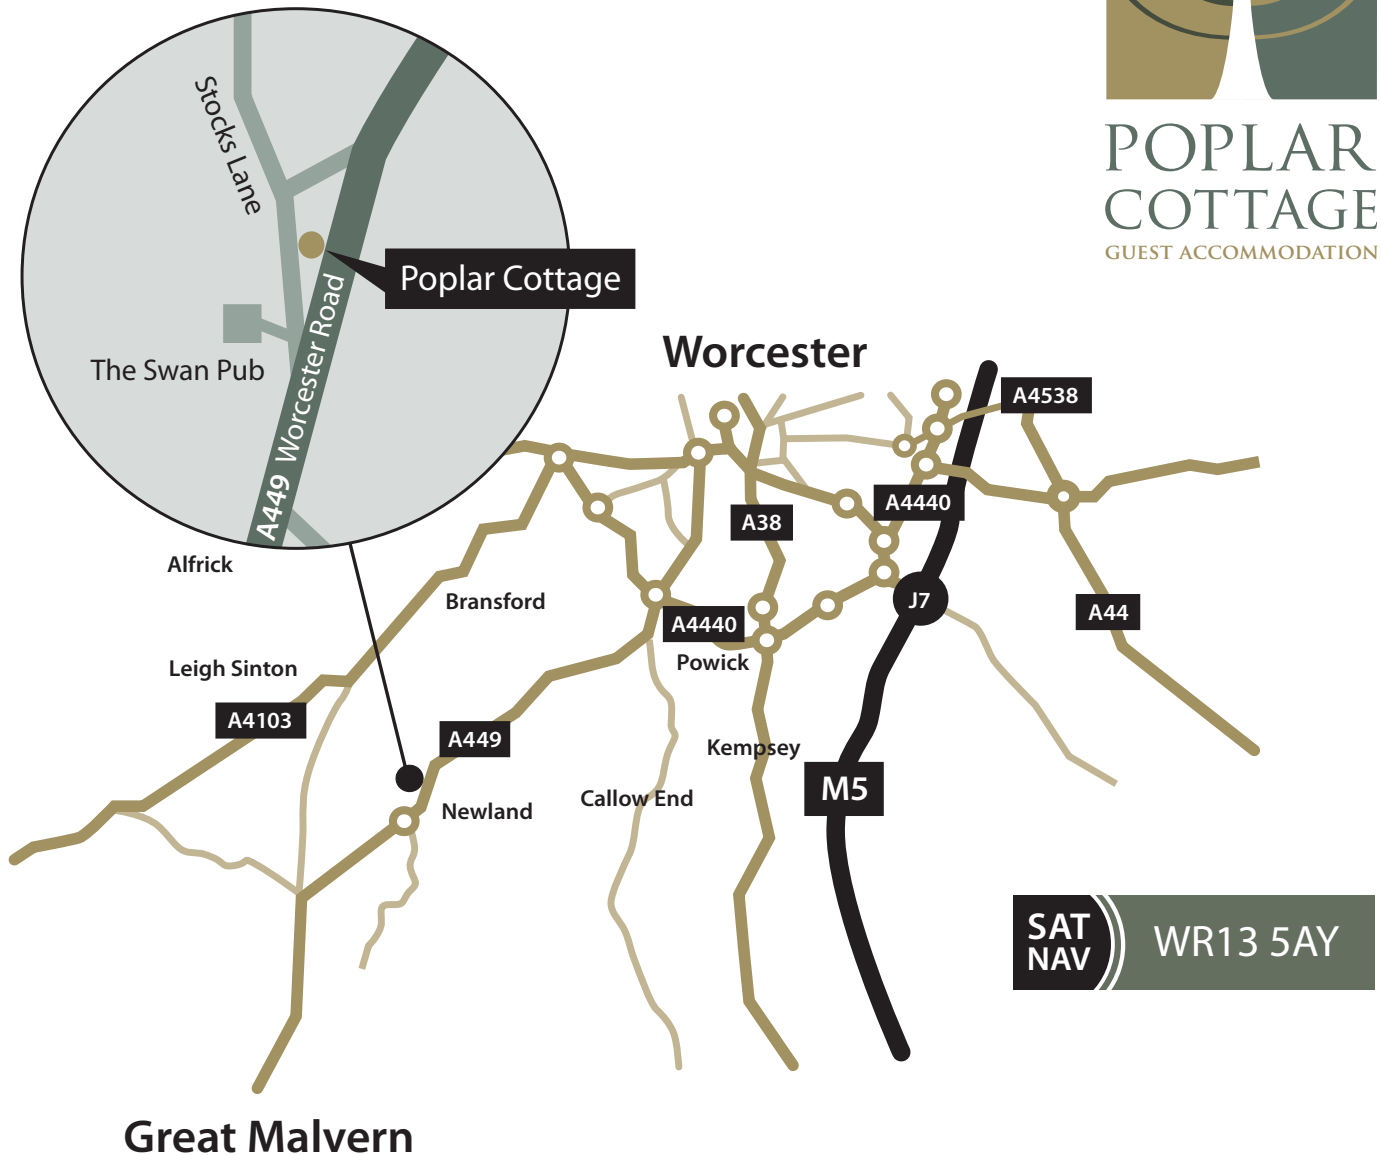 POPLAR
COTTAGE
GUEST ACCOMMODATION
Stocks Lane
Poplar Cottage
A449 Worcester Road
The Swan Pub
Worcester
A4538
A4440
A38
Alfrick
Bransford
J7
A4440
A44
Powick
Leigh Sinton
A4103
A449
Kempsey
M5
Callow End
Newland
SAT
NAV
WR13 5AY
Great Malvern